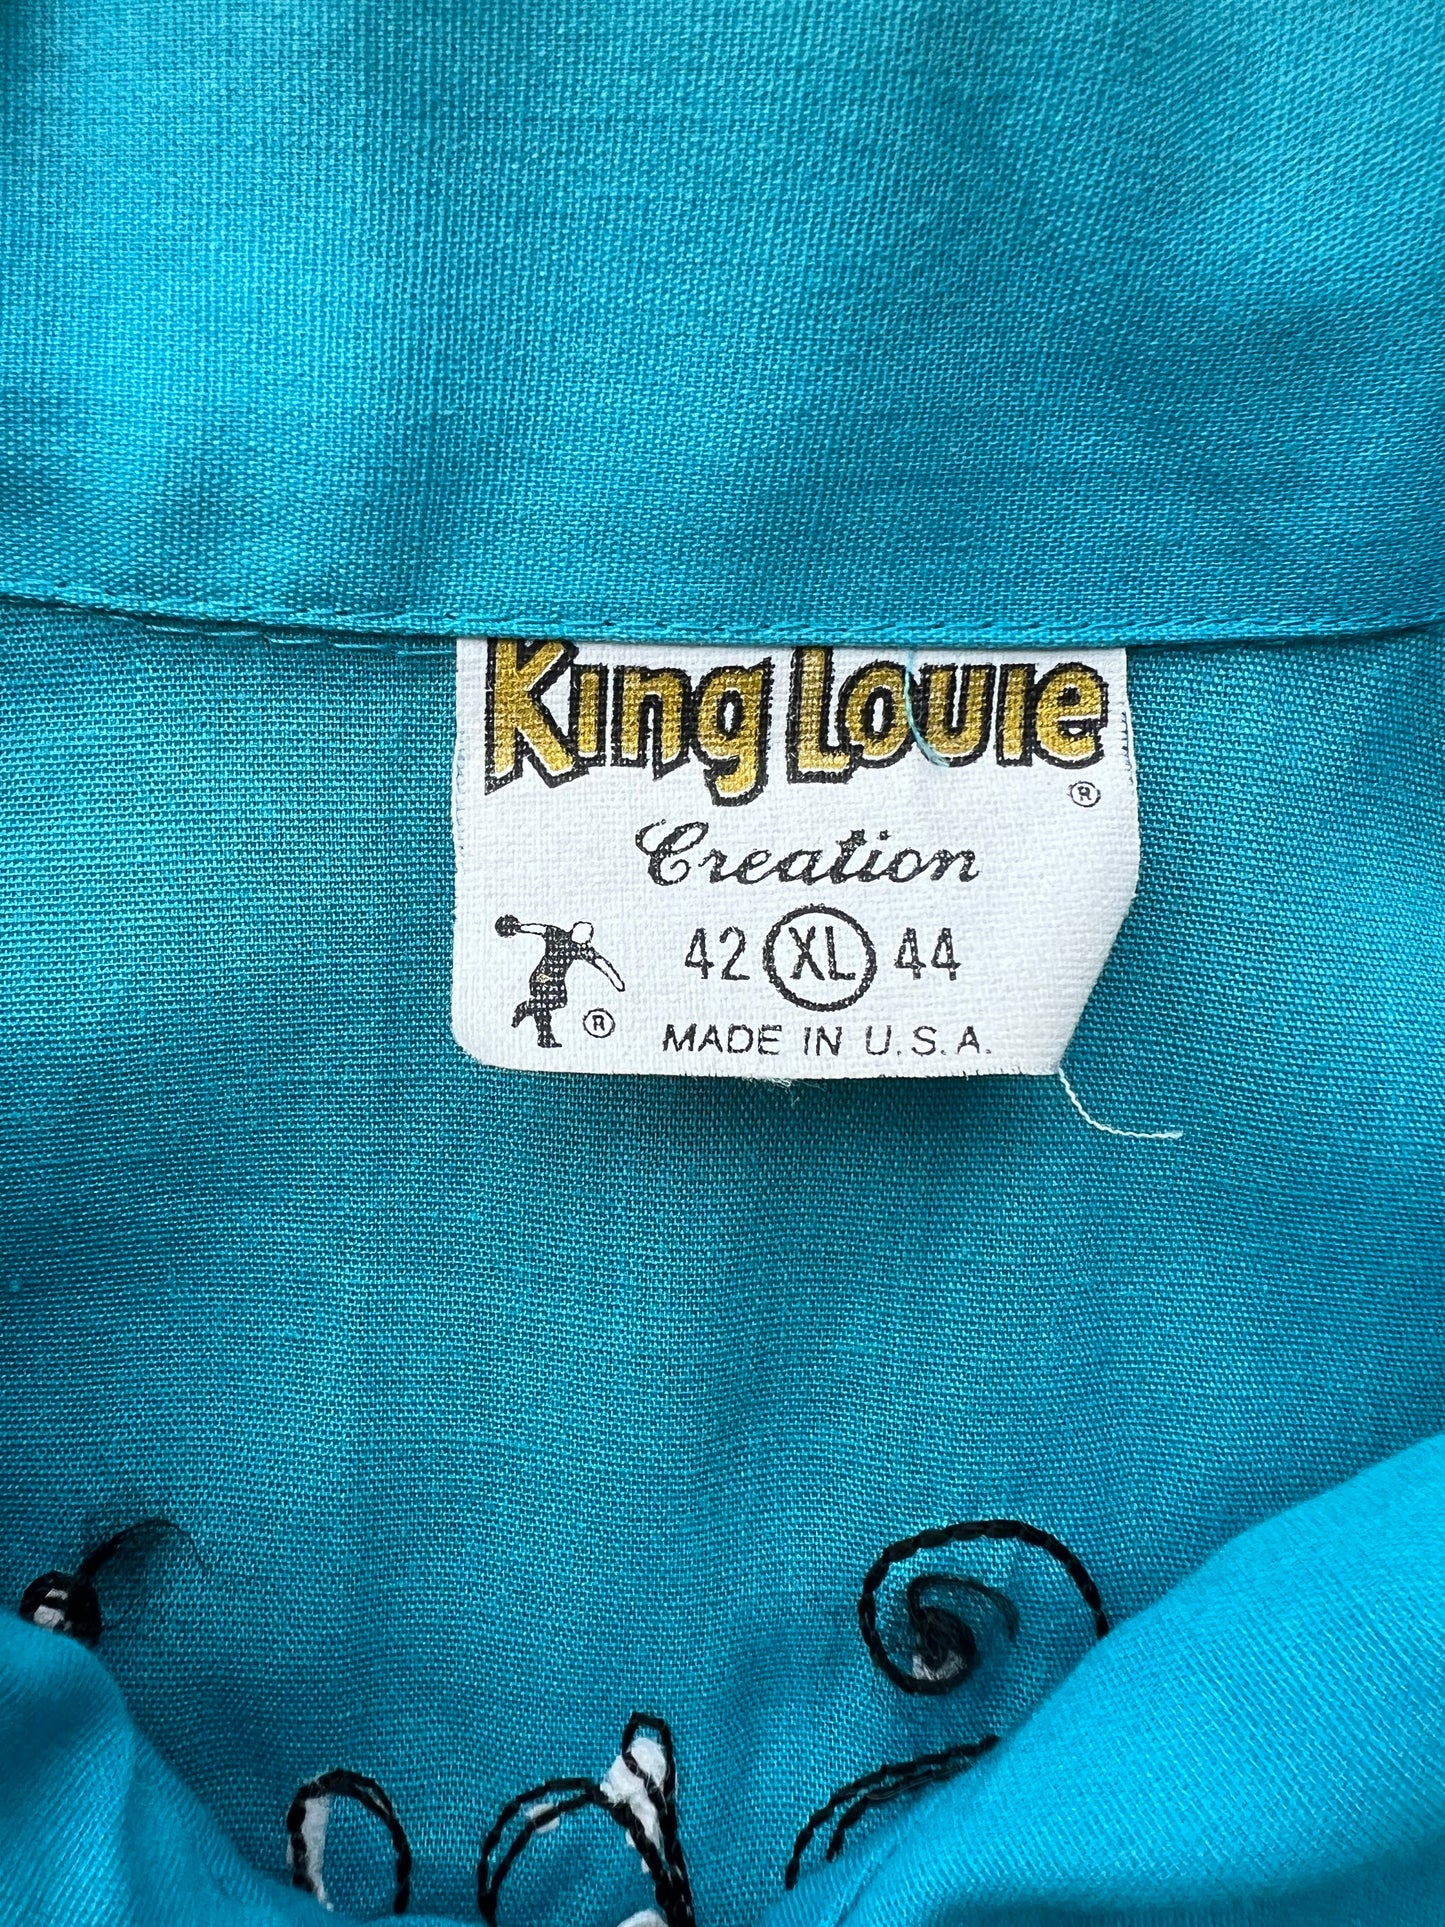 King Louie
®
Creation
42 XL 44
®
MADE IN U.S.A.